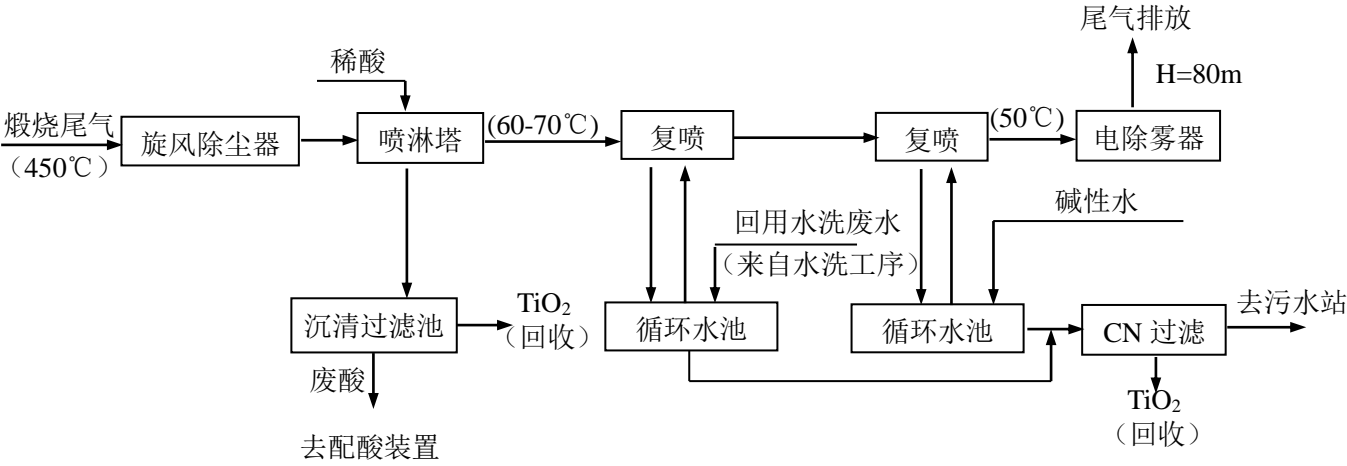 尾气排放
H=80m
稀酸
煅烧尾气
（450℃）
旋风除尘器
喷淋塔
(60-70℃)
复喷
复喷
(50℃)
电除雾器
碱性水
回用水洗废水
（来自水洗工序）
沉清过滤池
TiO₂
（回收）
循环水池
循环水池
CN 过滤
去污水站
废酸
TiO₂
（回收）
去配酸装置